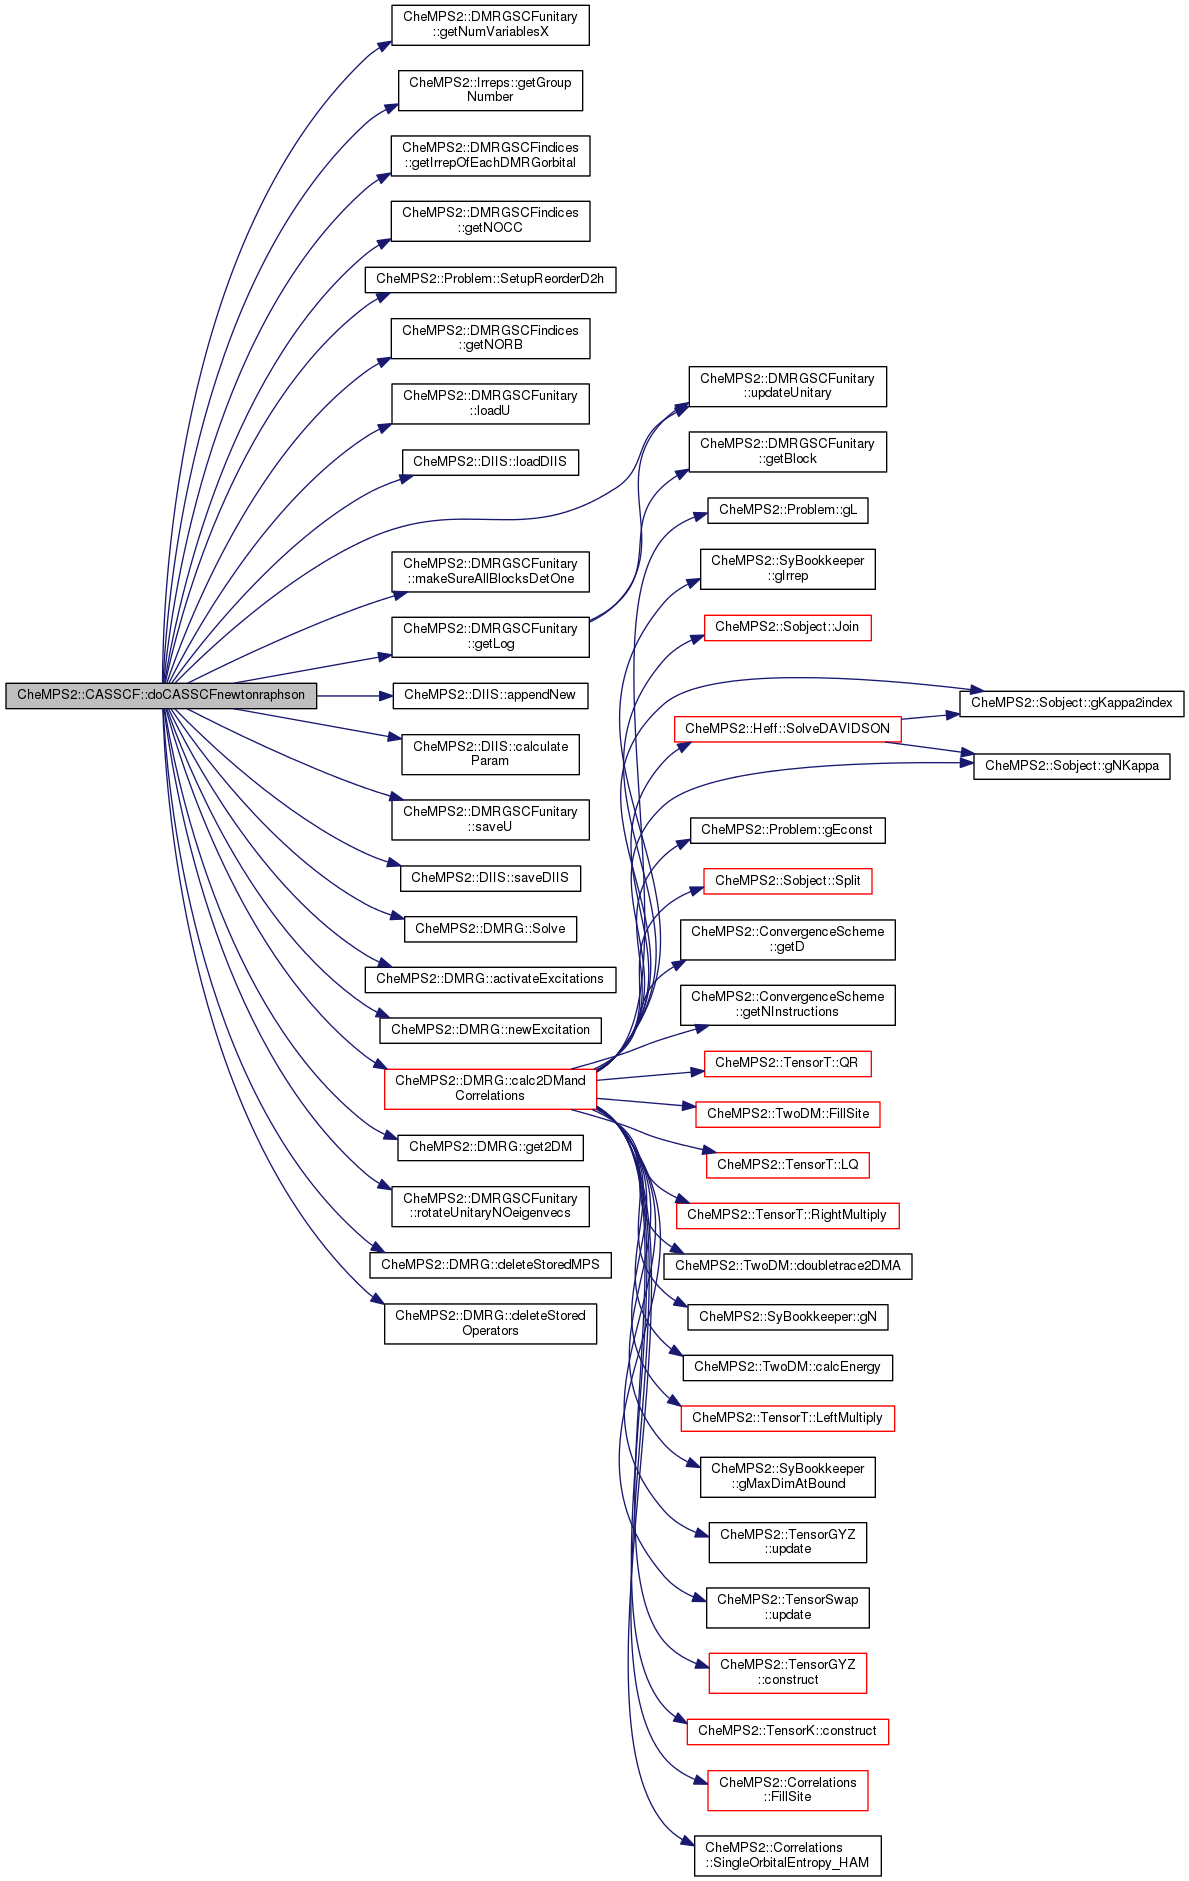 CheMPS2::DMRGSCFunitary
::getNumVariablesX
CheMPS2::Irreps::getGroup
Number
CheMPS2::DMRGSCFindices
::getIrrepOfEachDMRGorbital
CheMPS2::DMRGSCFindices
::getNOCC
CheMPS2::Problem::SetupReorderD2h
CheMPS2::DMRGSCFindices
::getNORB
CheMPS2::DMRGSCFunitary
::loadU
CheMPS2::DIIS::loadDIIS
CheMPS2::DMRGSCFunitary
::makeSureAllBlocksDetOne
CheMPS2::DMRGSCFunitary
::getLog
CheMPS2::CASSCF::doCASSCFnewtonraphson
CheMPS2::DIIS::appendNew
CheMPS2::DIIS::calculate
Param
CheMPS2::DMRGSCFunitary
::saveU
CheMPS2::DIIS::saveDIIS
CheMPS2::DMRG::Solve
CheMPS2::DMRG::activateExcitations
CheMPS2::DMRG::newExcitation
CheMPS2::DMRG::calc2DMand
Correlations
CheMPS2::DMRG::get2DM
CheMPS2::DMRGSCFunitary
::rotateUnitaryNOeigenvecs
CheMPS2::DMRG::deleteStoredMPS
CheMPS2::DMRG::deleteStored
Operators
CheMPS2::DMRGSCFunitary
::updateUnitary
CheMPS2::DMRGSCFunitary
::getBlock
CheMPS2::Problem::gL
CheMPS2::SyBookkeeper
::gIrrep
CheMPS2::Sobject::Join
CheMPS2::Heff::SolveDAVIDSON
CheMPS2::Problem::gEconst
CheMPS2::Sobject::Split
CheMPS2::ConvergenceScheme
::getD
CheMPS2::ConvergenceScheme
::getNInstructions
CheMPS2::TensorT::QR
CheMPS2::TwoDM::FillSite
CheMPS2::TensorT::LQ
CheMPS2::TensorT::RightMultiply
CheMPS2::TwoDM::doubletrace2DMA
CheMPS2::SyBookkeeper::gN
CheMPS2::TwoDM::calcEnergy
CheMPS2::TensorT::LeftMultiply
CheMPS2::SyBookkeeper
::gMaxDimAtBound
CheMPS2::TensorGYZ
::update
CheMPS2::TensorSwap
::update
CheMPS2::TensorGYZ
::construct
CheMPS2::TensorK::construct
CheMPS2::Correlations
::FillSite
CheMPS2::Correlations
::SingleOrbitalEntropy_HAM
CheMPS2::Sobject::gKappa2index
CheMPS2::Sobject::gNKappa